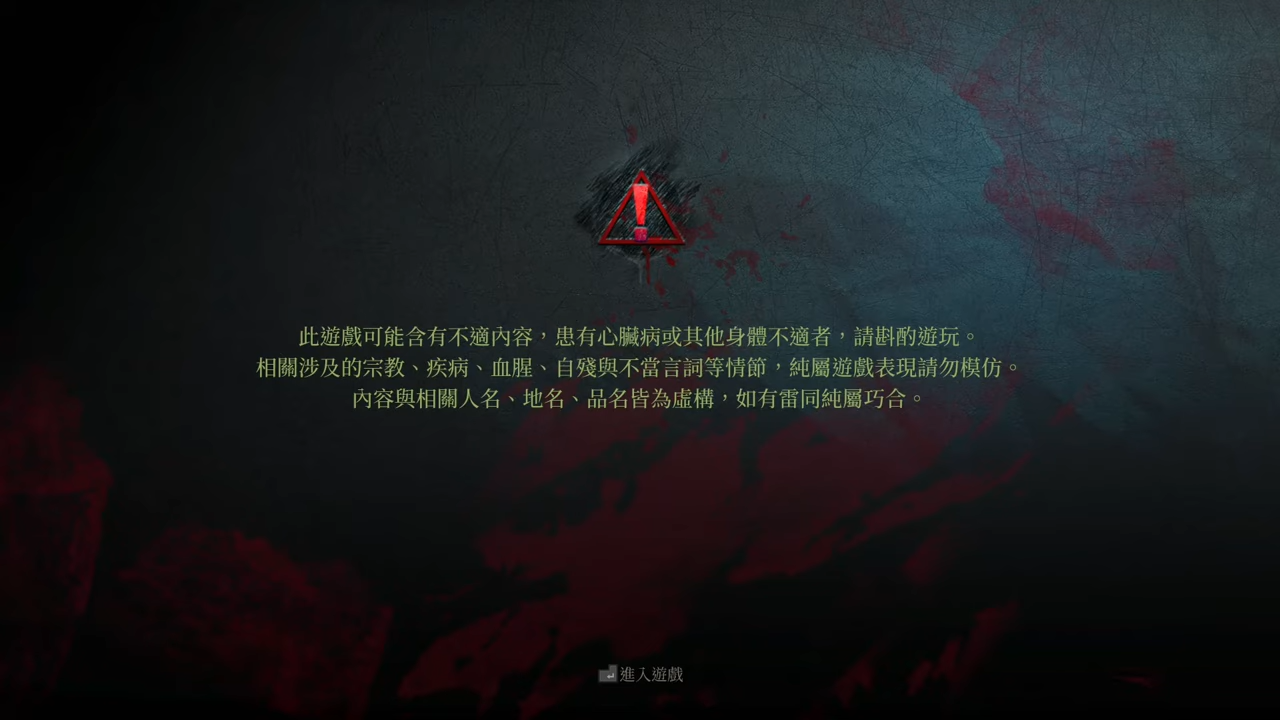 此遊戲可能含有不適內容，患有心臟病或其他身體不適者，請斟酌遊玩。
相關涉及的宗教、疾病、血腥、自殘與不當言詞等情節，純屬遊戲表現請勿模仿。
內容與相關人名、地名、品名皆為虛構，如有雷同純屬巧合。
進入遊戲